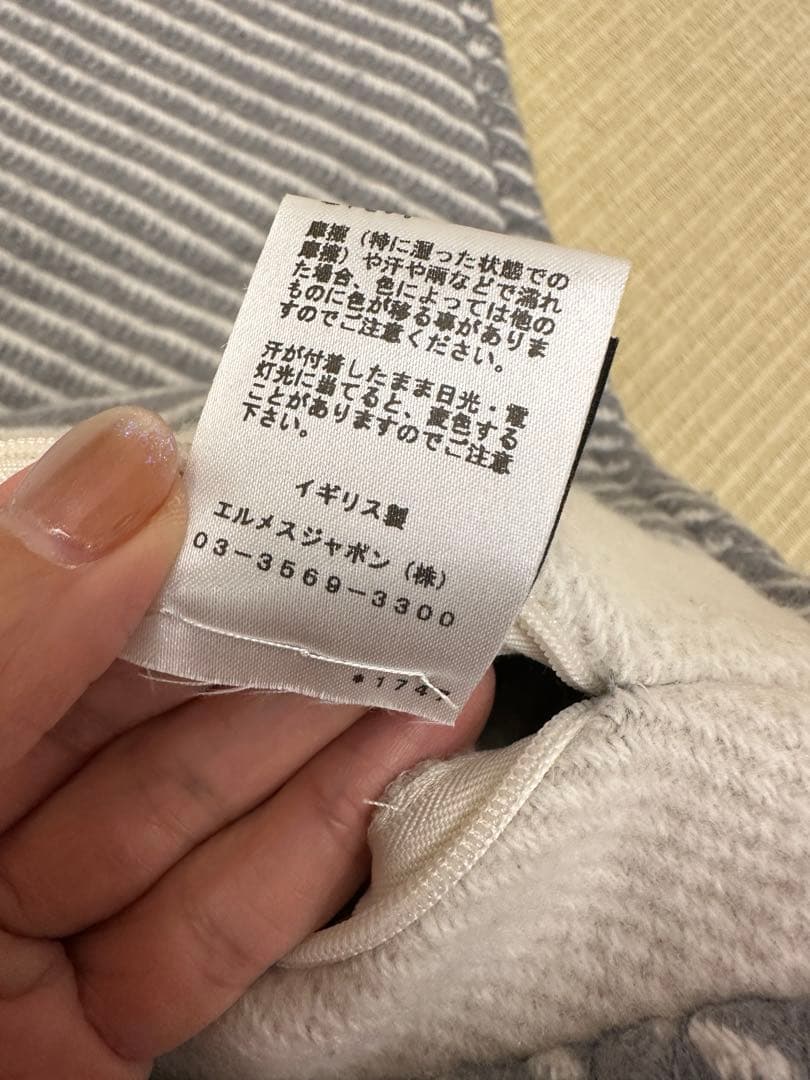 摩擦（特に湿った状態での
摩擦）や汗や雨などで濡れ
た場合、色によっては他の
ものに色が移る事がありま
すのでご注意ください。
汗が付着したまま日光・電
灯光に当てると、変色する
ことがありますのでご注意
下さい。
イギリス製
エルメスジャポン（株）
03-3569-3300